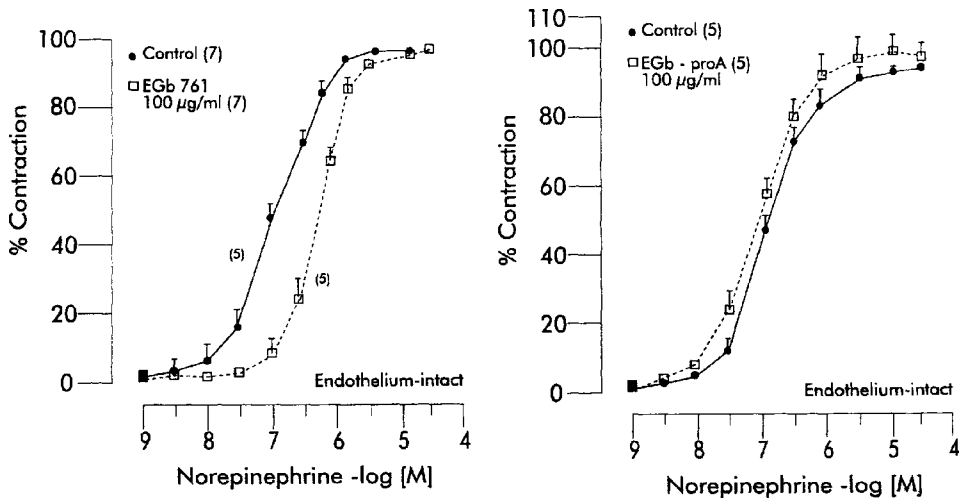 100
80
60
40
20
0
% Contraction
Control (7)
EGb 761
100 µg/ml (7)
(5)
(5)
Endothelium-intact
9 8 7 6 5 4
Norepinephrine -log [M]
110
100
80
60
40
20
0
% Contraction
Control (5)
EGb - proA (5)
100 µg/ml
Endothelium-intact
9 8 7 6 5 4
Norepinephrine -log [M]